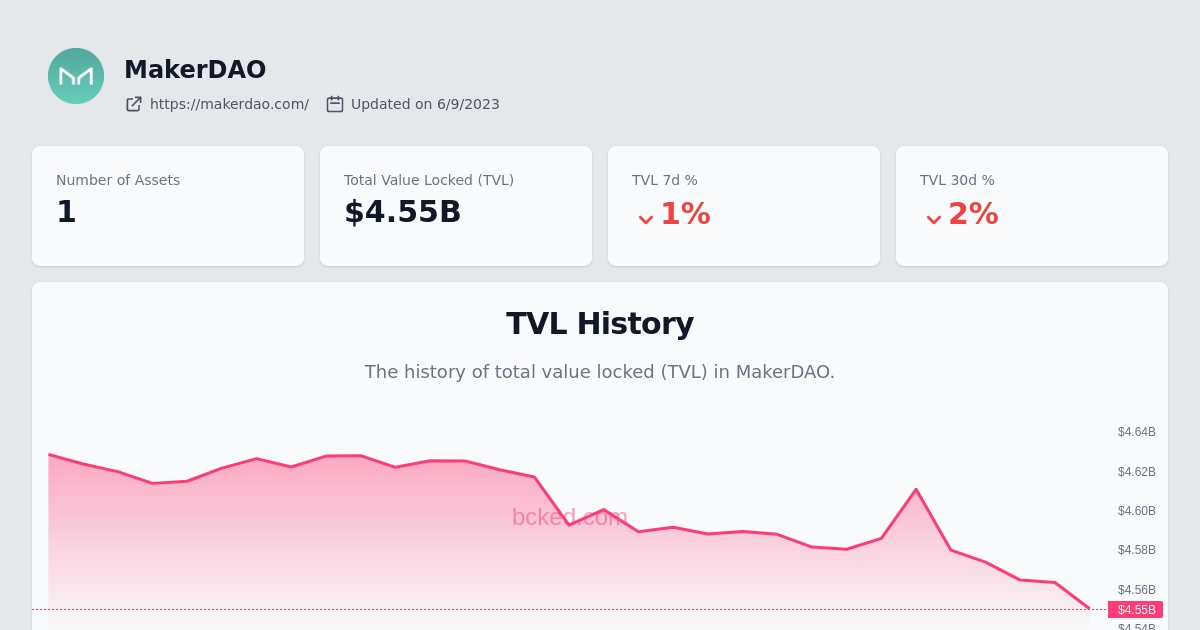 MakerDAO
https://makerdao.com/ Updated on 6/9/2023
Number of Assets
1
Total Value Locked (TVL)
$4.55B
TVL 7d %
1%
TVL 30d %
2%
TVL History
The history of total value locked (TVL) in MakerDAO.
$4.64B
$4.62B
$4.60B
bcked.com
$4.58B
$4.56B
$4.55B
$4.54B